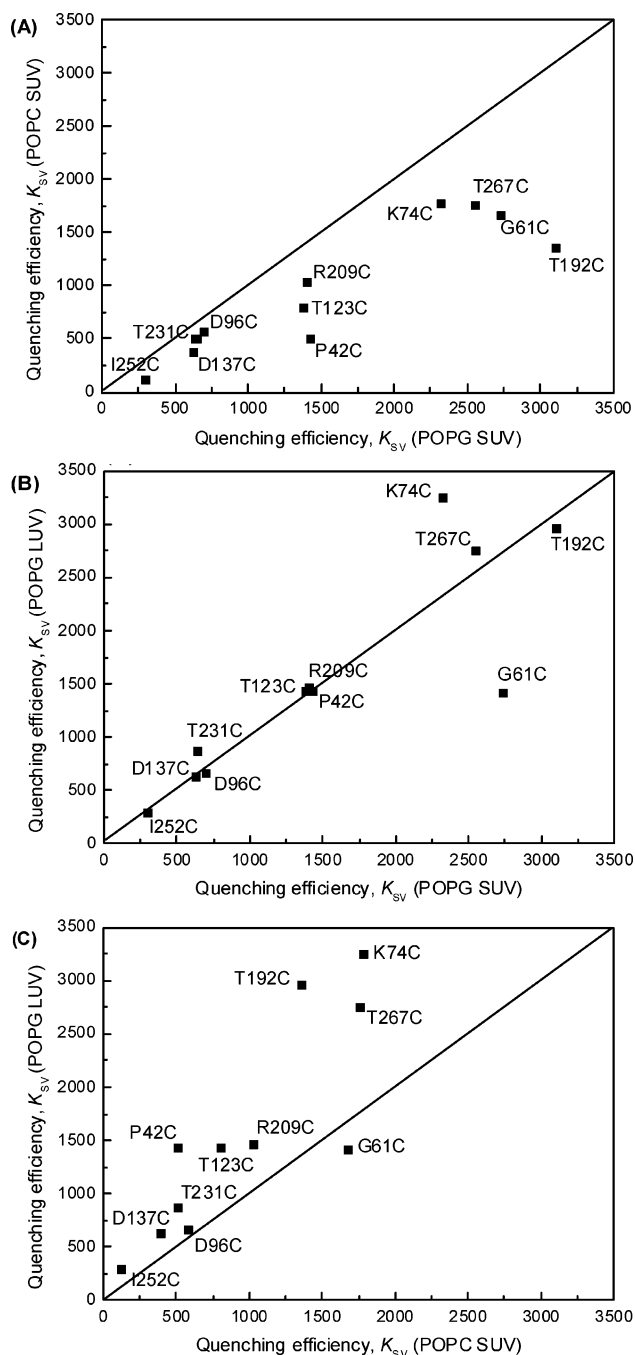 (A)
Quenching efficiency, KSV (POPC SUV)
3500
3000
2500
2000
1500
1000
500
0
T267C
K74C
G61C
T192C
R209C
T123C
D96C
T231C
P42C
D137C
I252C
0 500 1000 1500 2000 2500 3000 3500
Quenching efficiency, KSV (POPG SUV)
(B)
Quenching efficiency, KSV (POPG LUV)
3500
3000
2500
2000
1500
1000
500
0
K74C
T267C
T192C
G61C
R209C
T123C
P42C
T231C
D137C
D96C
I252C
0 500 1000 1500 2000 2500 3000 3500
Quenching efficiency, KSV (POPG SUV)
(C)
Quenching efficiency, KSV (POPG LUV)
3500
3000
2500
2000
1500
1000
500
0
K74C
T192C
T267C
P42C
R209C
T123C
G61C
T231C
D137C
D96C
I252C
0 500 1000 1500 2000 2500 3000 3500
Quenching efficiency, KSV (POPC SUV)